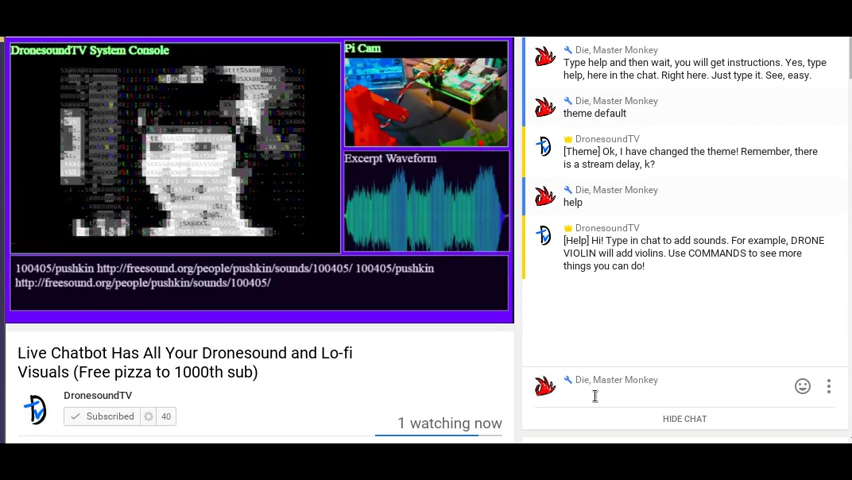 DronesoundTV System Console
Pi Cam
Excerpt Waveform
100405/pushkin http://freesound.org/people/pushkin/sounds/100405/ 100405/pushkin
http://freesound.org/people/pushkin/sounds/100405/
Live Chatbot Has All Your Dronesound and Lo-fi
Visuals (Free pizza to 1000th sub)
DronesoundTV
Subscribed 40
1 watching now
Die, Master Monkey
Type help and then wait, you will get instructions. Yes, type
help, here in the chat. Right here. Just type it. See, easy.
Die, Master Monkey
theme default
DronesoundTV
[Theme] Ok, I have changed the theme! Remember, there
is a stream delay, k?
Die, Master Monkey
help
DronesoundTV
[Help] Hi! Type in chat to add sounds. For example, DRONE
VIOLIN will add violins. Use COMMANDS to see more
things you can do!
Die, Master Monkey
HIDE CHAT